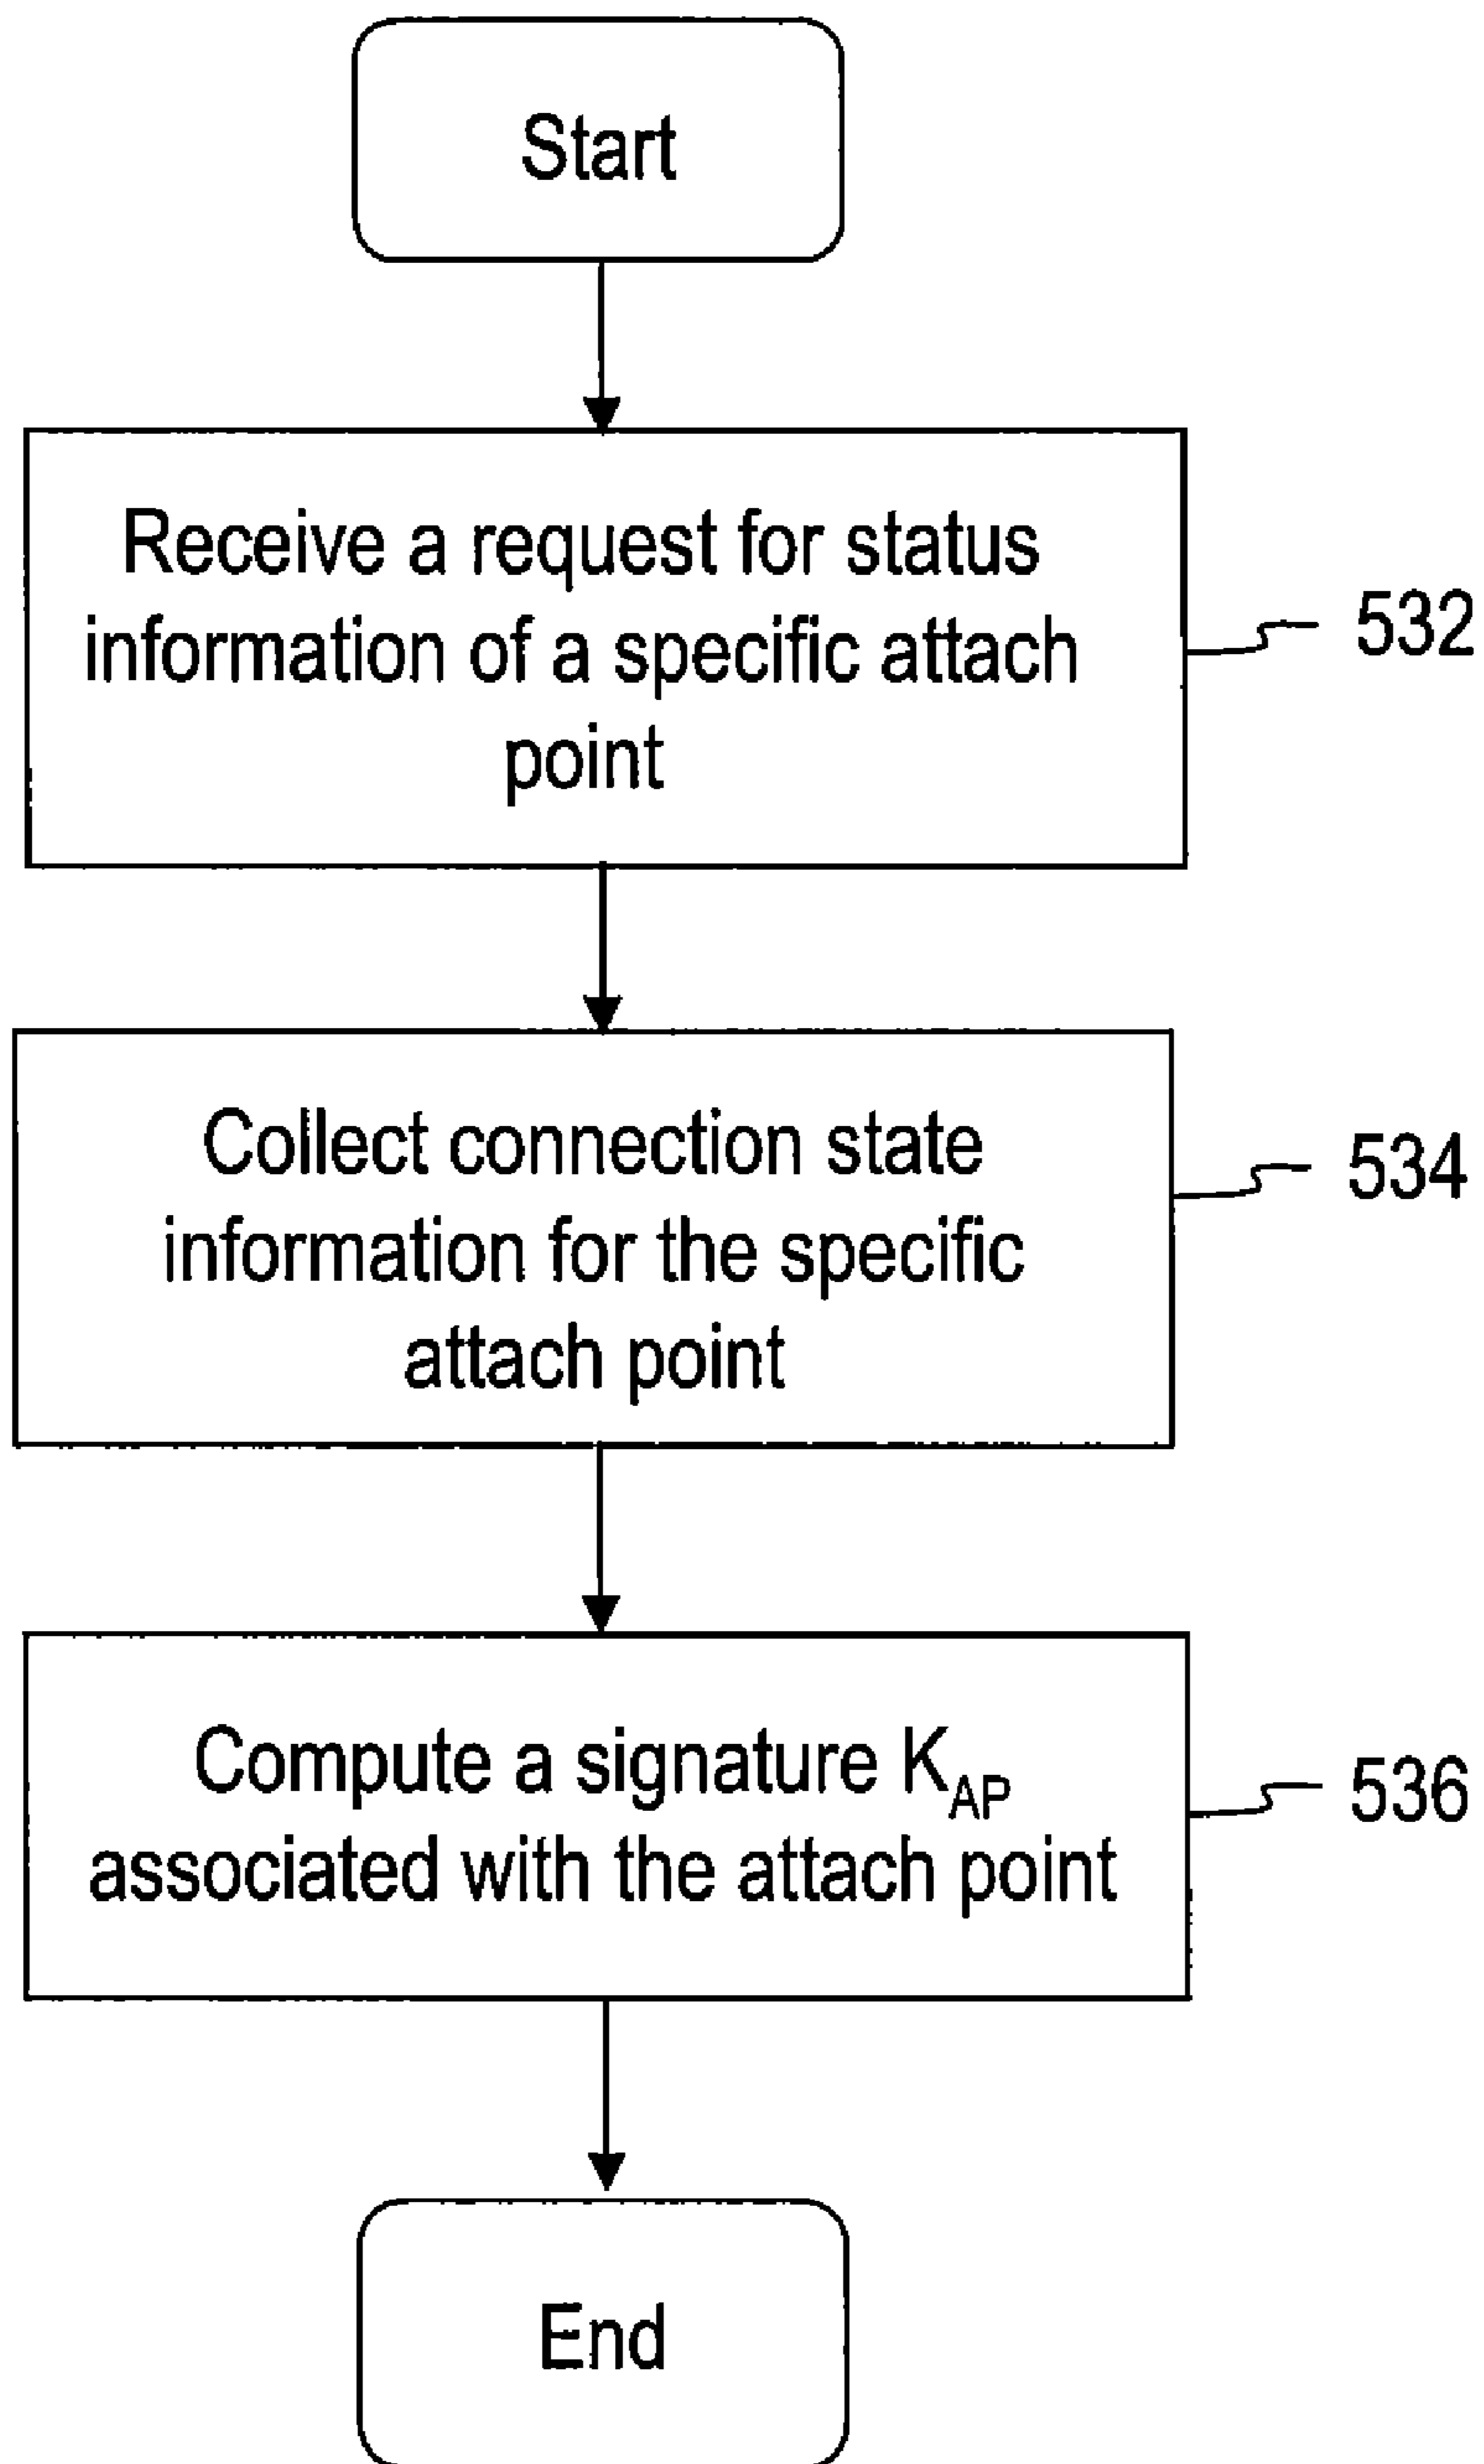 Start
Receive a request for status
information of a specific attach
point
532
Collect connection state
information for the specific
attach point
534
Compute a signature K_AP
associated with the attach point
536
End